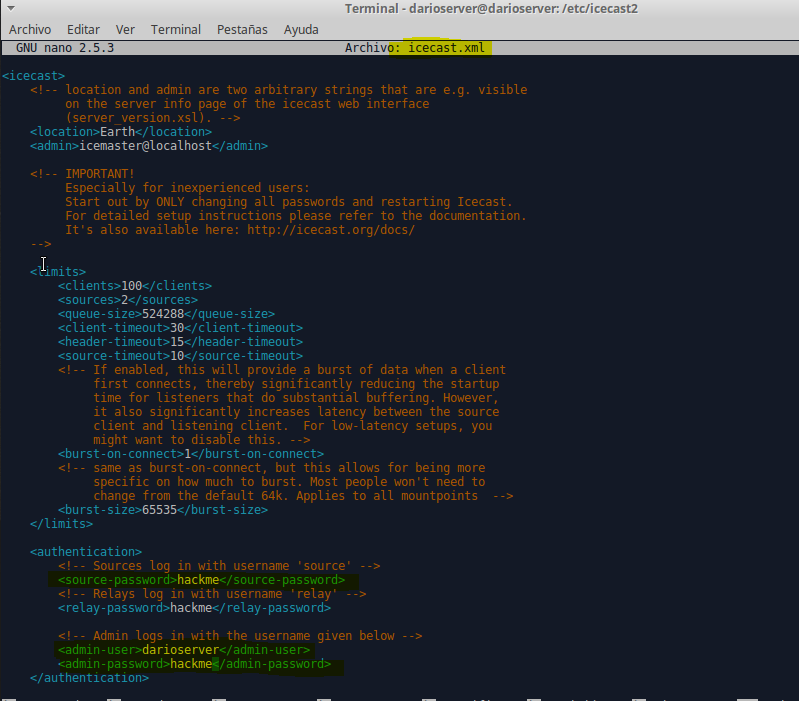 Terminal - darioserver@darioserver: /etc/icecast2
Archivo Editar Ver Terminal Pestañas Ayuda
GNU nano 2.5.3 Archivo: icecast.xml
<icecast>
<!-- location and admin are two arbitrary strings that are e.g. visible
on the server info page of the icecast web interface
(server_version.xsl). -->
<location>Earth</location>
<admin>icemaster@localhost</admin>
<!-- IMPORTANT!
Especially for inexperienced users:
Start out by ONLY changing all passwords and restarting Icecast.
For detailed setup instructions please refer to the documentation.
It's also available here: http://icecast.org/docs/
-->
<limits>
<clients>100</clients>
<sources>2</sources>
<queue-size>524288</queue-size>
<client-timeout>30</client-timeout>
<header-timeout>15</header-timeout>
<source-timeout>10</source-timeout>
<!-- If enabled, this will provide a burst of data when a client
first connects, thereby significantly reducing the startup
time for listeners that do substantial buffering. However,
it also significantly increases latency between the source
client and listening client.  For low-latency setups, you
might want to disable this. -->
<burst-on-connect>1</burst-on-connect>
<!-- same as burst-on-connect, but this allows for being more
specific on how much to burst. Most people won't need to
change from the default 64k. Applies to all mountpoints  -->
<burst-size>65535</burst-size>
</limits>
<authentication>
<!-- Sources log in with username 'source' -->
<source-password>hackme</source-password>
<!-- Relays log in with username 'relay' -->
<relay-password>hackme</relay-password>
<!-- Admin logs in with the username given below -->
<admin-user>darioserver</admin-user>
<admin-password>hackme</admin-password>
</authentication>